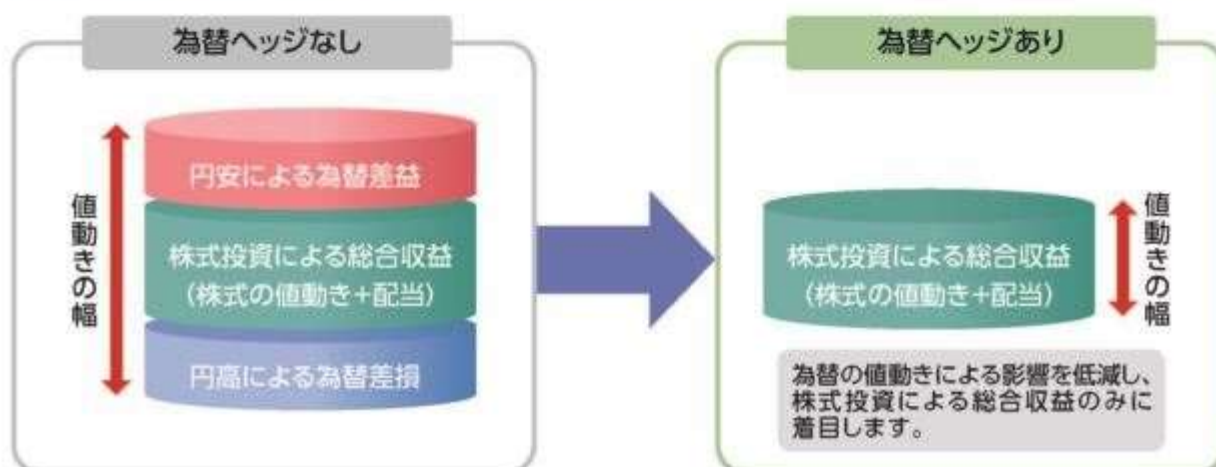 為替ヘッジなし
値動きの幅
円安による為替差益
株式投資による総合収益
(株式の値動き+配当)
円高による為替差損
為替ヘッジあり
株式投資による総合収益
(株式の値動き+配当)
値動きの幅
為替の値動きによる影響を低減し、
株式投資による総合収益のみに
着目します。